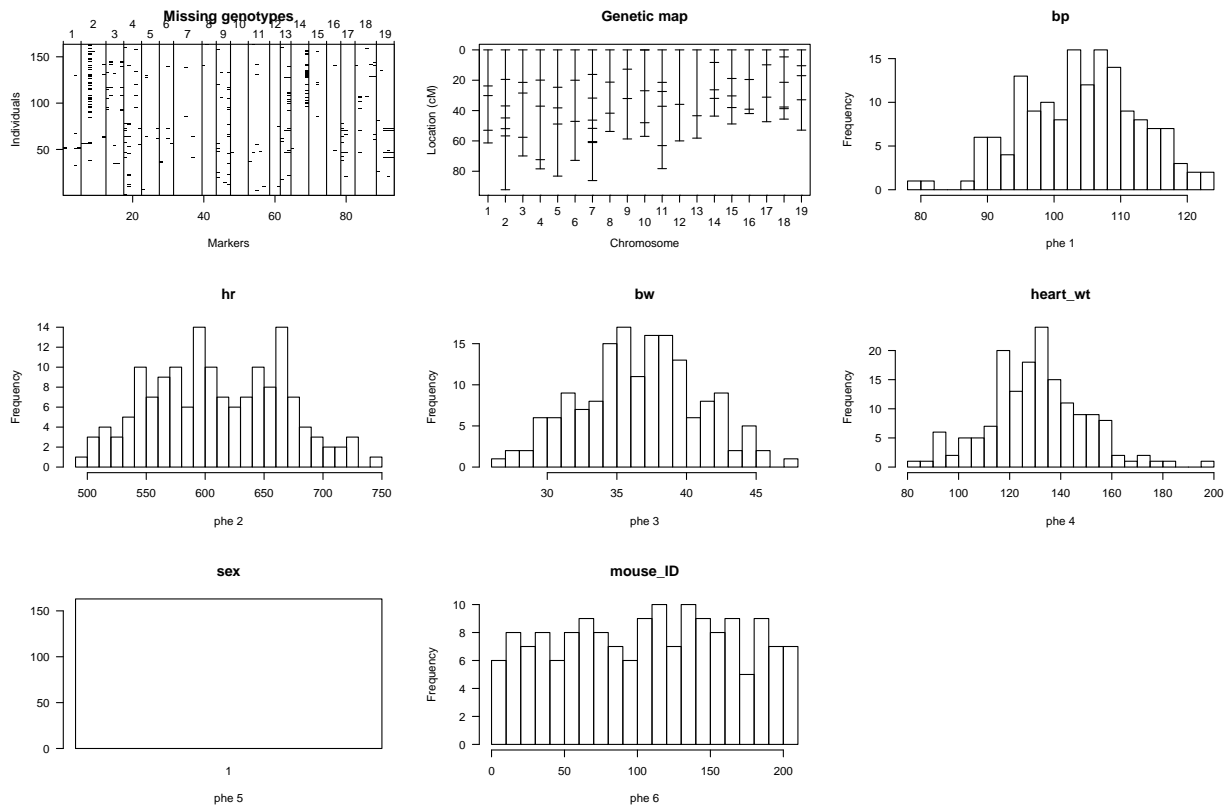 Missing genotypes
1 2 3 4 5 6 7 8 9 10 11 12 13 14 15 16 17 18 19
Individuals
150
100
50
20 40 60 80
Markers
Genetic map
Location (cM)
0
20
40
60
80
1 2 3 4 5 6 7 8 9 10 11 12 13 14 15 16 17 18 19
Chromosome
bp
Frequency
15
10
5
0
80 90 100 110 120
phe 1
hr
Frequency
14
12
10
8
6
4
2
0
500 550 600 650 700 750
phe 2
bw
Frequency
15
10
5
0
30 35 40 45
phe 3
heart_wt
Frequency
20
15
10
5
0
80 100 120 140 160 180 200
phe 4
sex
150
100
50
0
1
phe 5
mouse_ID
Frequency
10
8
6
4
2
0
0 50 100 150 200
phe 6